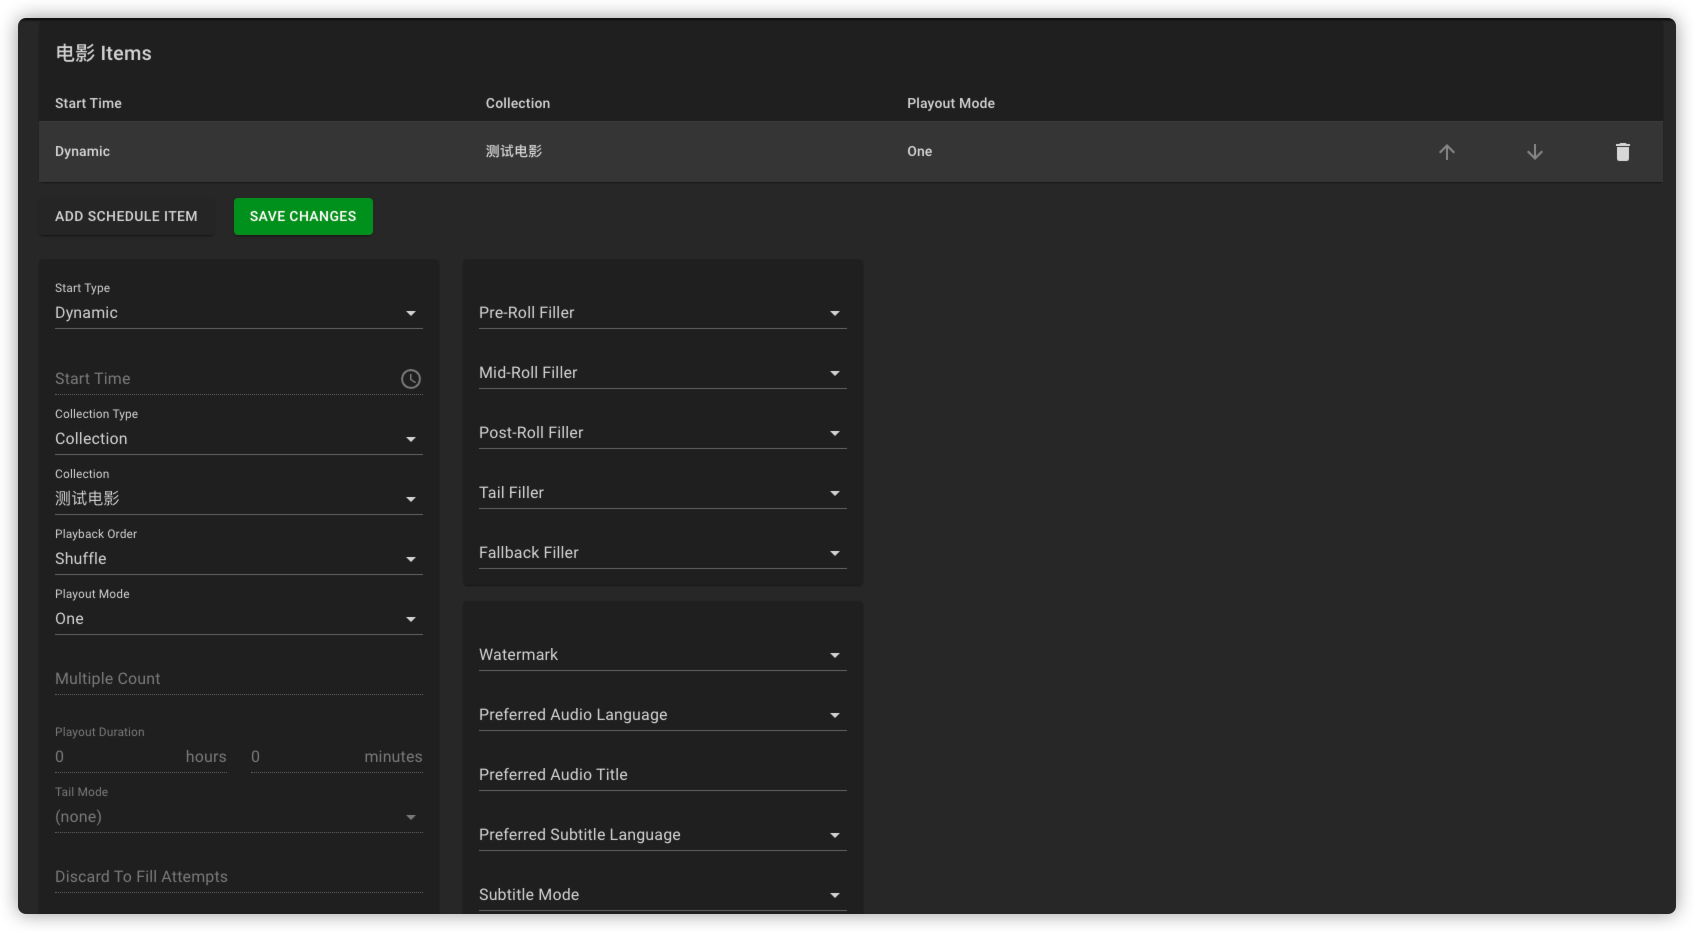 电影 Items
Start Time Collection Playout Mode
Dynamic 测试电影 One
ADD SCHEDULE ITEM SAVE CHANGES
Start Type
Dynamic
Start Time
Collection Type
Collection
Collection
测试电影
Playback Order
Shuffle
Playout Mode
One
Multiple Count
Playout Duration
0 hours 0 minutes
Tail Mode
(none)
Discard To Fill Attempts
Pre-Roll Filler
Mid-Roll Filler
Post-Roll Filler
Tail Filler
Fallback Filler
Watermark
Preferred Audio Language
Preferred Audio Title
Preferred Subtitle Language
Subtitle Mode